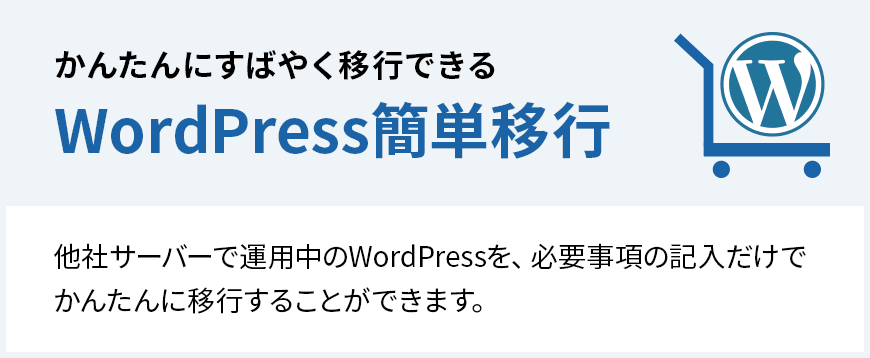 かんたんにすばやく移行できる
WordPress簡単移行
W
他社サーバーで運用中のWordPressを、必要事項の記入だけで
かんたんに移行することができます。